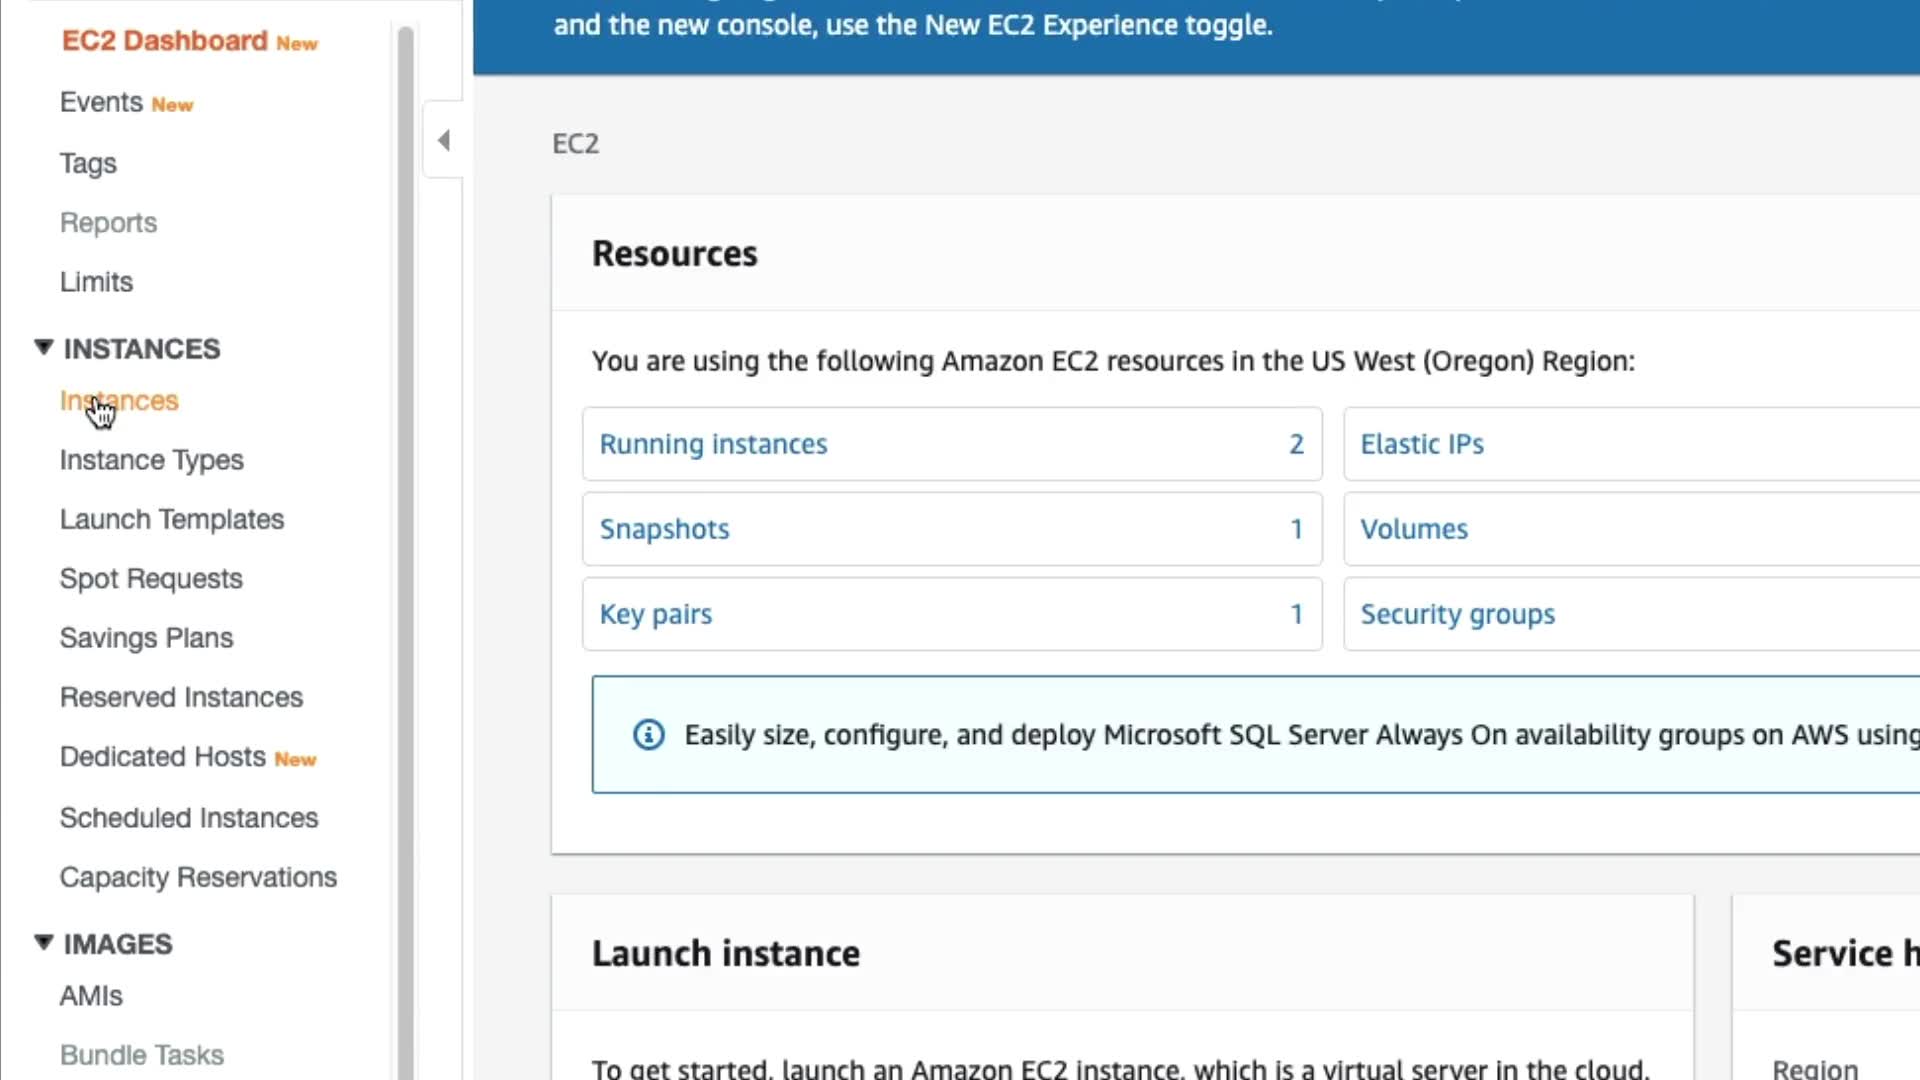 EC2 Dashboard New
Events New
Tags
Reports
Limits
INSTANCES
Instances
Instance Types
Launch Templates
Spot Requests
Savings Plans
Reserved Instances
Dedicated Hosts New
Scheduled Instances
Capacity Reservations
IMAGES
AMIs
Bundle Tasks
and the new console, use the New EC2 Experience toggle.
EC2
Resources
You are using the following Amazon EC2 resources in the US West (Oregon) Region:
Running instances 2 Elastic IPs
Snapshots 1 Volumes
Key pairs 1 Security groups
Easily size, configure, and deploy Microsoft SQL Server Always On availability groups on AWS using
Launch instance
To get started, launch an Amazon EC2 instance, which is a virtual server in the cloud.
Service h
Region